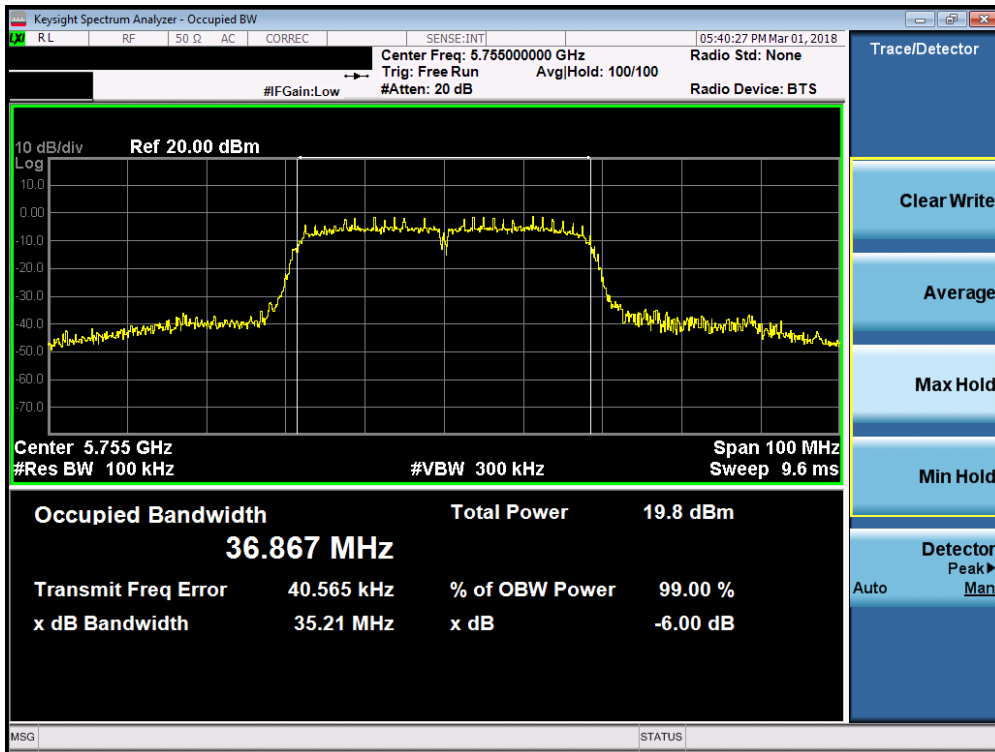 Keysight Spectrum Analyzer - Occupied BW
LXI RL RF 50 Ω AC CORREC SENSE:INT 05:40:27 PM Mar 01, 2018
Center Freq: 5.755000000 GHz Radio Std: None
Trig: Free Run Avg|Hold: 100/100
#IFGain:Low #Atten: 20 dB Radio Device: BTS
Trace/Detector
10 dB/div Ref 20.00 dBm
Log
10.0
0.00
-10.0
-20.0
-30.0
-40.0
-50.0
-60.0
-70.0
Center 5.755 GHz Span 100 MHz
#Res BW 100 kHz #VBW 300 kHz Sweep 9.6 ms
Occupied Bandwidth Total Power 19.8 dBm
36.867 MHz
Transmit Freq Error 40.565 kHz % of OBW Power 99.00 %
x dB Bandwidth 35.21 MHz x dB -6.00 dB
Clear Write
Average
Max Hold
Min Hold
Detector
Peak▶
Auto Man
MSG STATUS